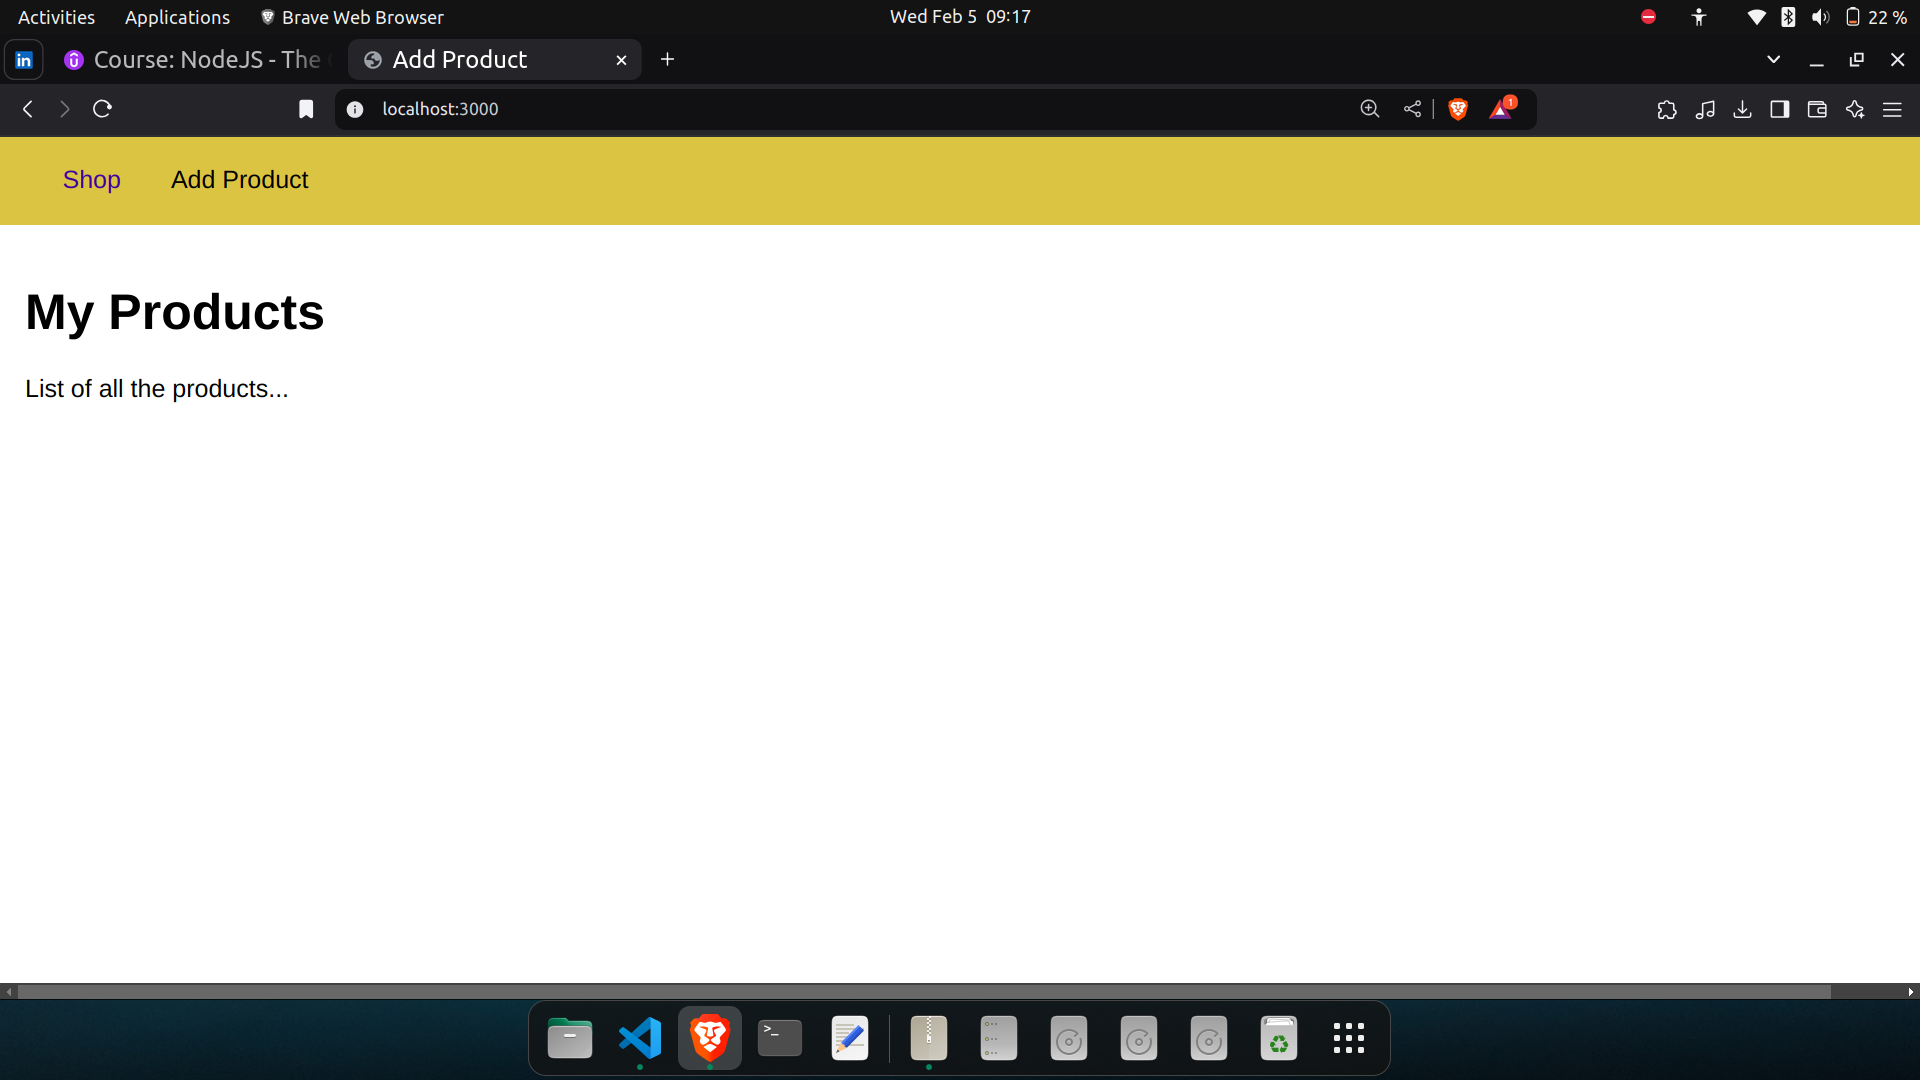 Activities Applications Brave Web Browser Wed Feb 5 09:17 22 %
in Course: NodeJS - The Add Product
localhost:3000 1
Shop Add Product
My Products
List of all the products...
>_